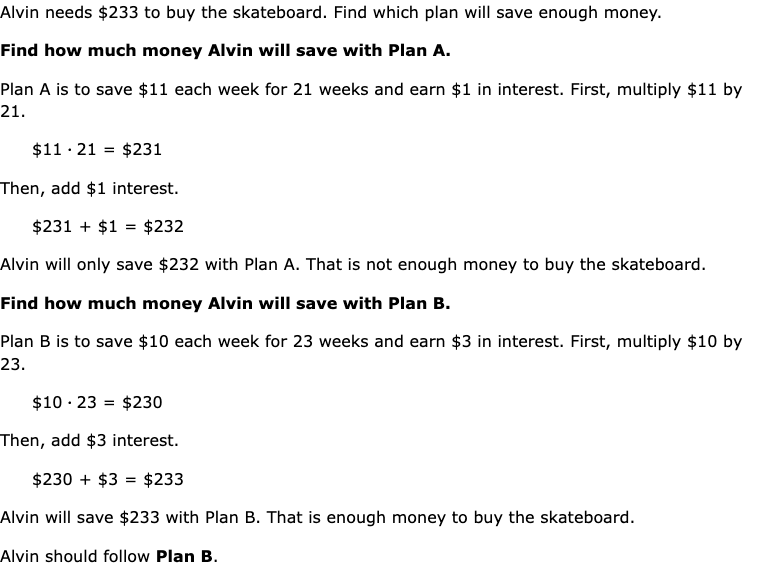 Alvin needs $233 to buy the skateboard. Find which plan will save enough money.
Find how much money Alvin will save with Plan A.
Plan A is to save $11 each week for 21 weeks and earn $1 in interest. First, multiply $11 by
21.
$11 · 21 = $231
Then, add $1 interest.
$231 + $1 = $232
Alvin will only save $232 with Plan A. That is not enough money to buy the skateboard.
Find how much money Alvin will save with Plan B.
Plan B is to save $10 each week for 23 weeks and earn $3 in interest. First, multiply $10 by
23.
$10 · 23 = $230
Then, add $3 interest.
$230 + $3 = $233
Alvin will save $233 with Plan B. That is enough money to buy the skateboard.
Alvin should follow Plan B.